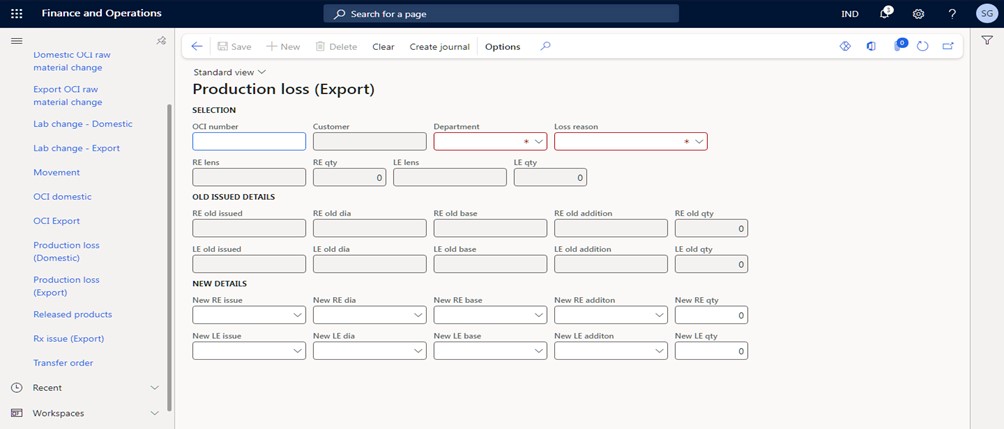 Finance and Operations
Search for a page
IND
1
?
SG
Domestic OCI raw
material change
Export OCI raw
material change
Lab change - Domestic
Lab change - Export
Movement
OCI domestic
OCI Export
Production loss
(Domestic)
Production loss
(Export)
Released products
Rx issue (Export)
Transfer order
Recent
Workspaces
Save
New
Delete
Clear
Create journal
Options
0
Standard view
Production loss (Export)
SELECTION
OCI number Customer Department Loss reason
* *
RE lens RE qty LE lens LE qty
0 0
OLD ISSUED DETAILS
RE old issued RE old dia RE old base RE old addition RE old qty
0
LE old issued LE old dia LE old base LE old addition LE old qty
0
NEW DETAILS
New RE issue New RE dia New RE base New RE additon New RE qty
0
New LE issue New LE dia New LE base New LE additon New LE qty
0